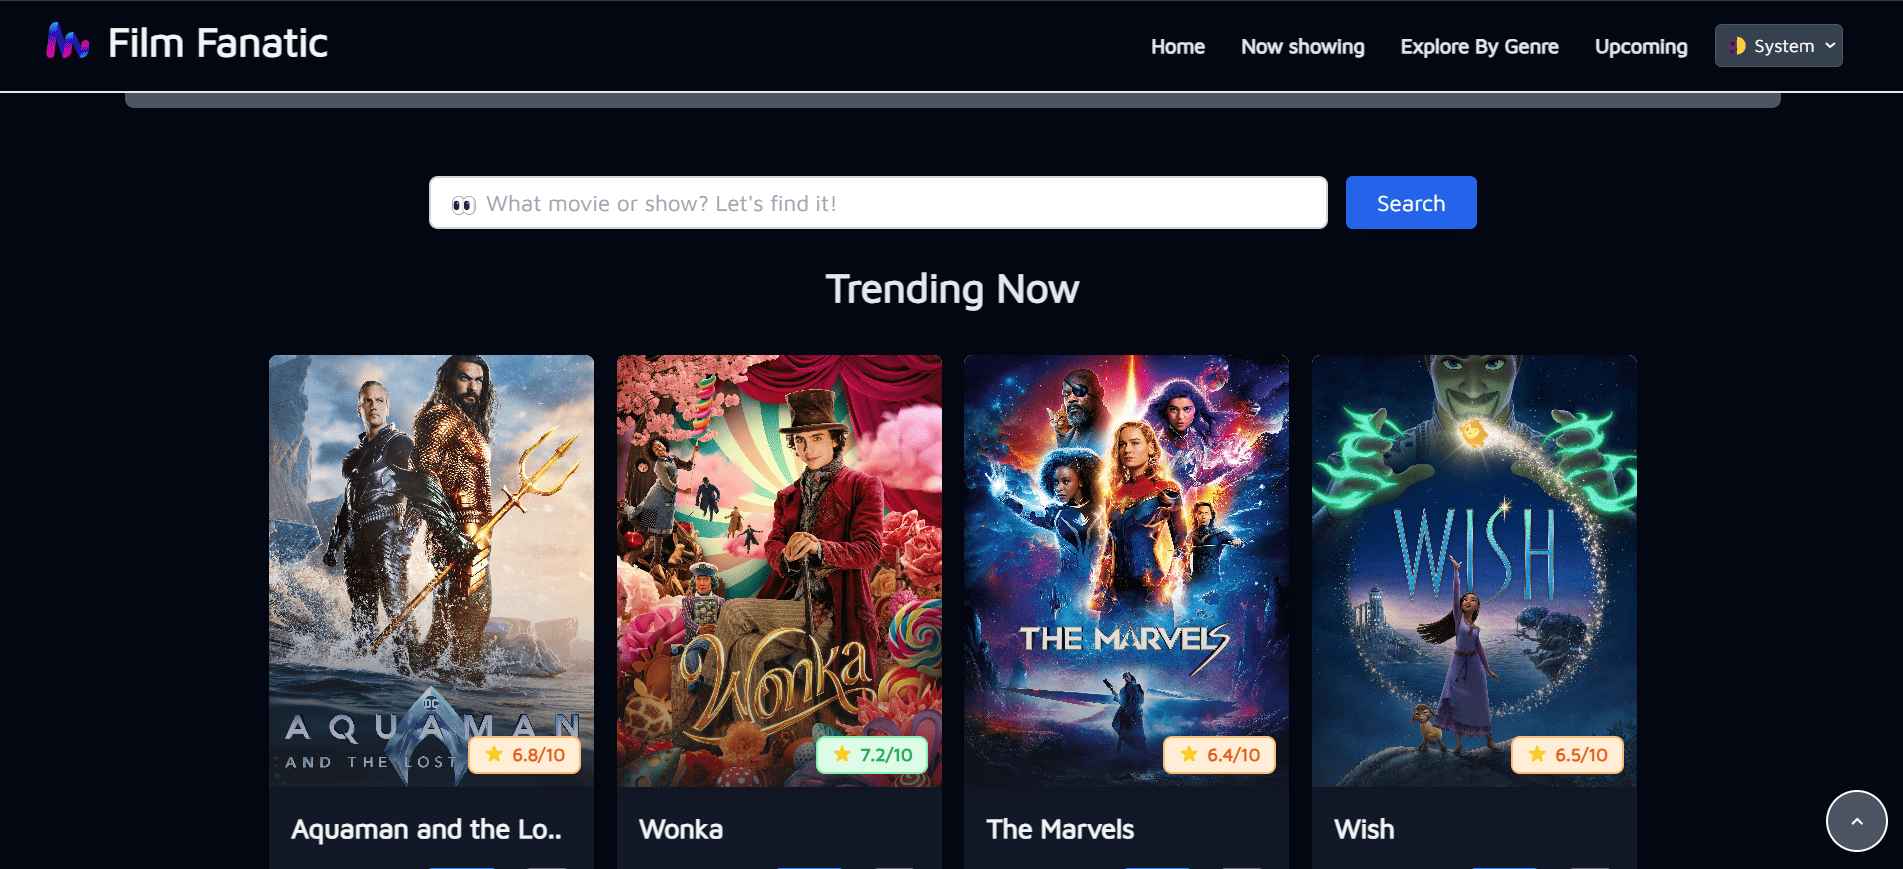 Film Fanatic
Home
Now showing
Explore By Genre
Upcoming
System
What movie or show? Let's find it!
Search
Trending Now
DC
AQUAMAN
AND THE LOST
6.8/10
Wonka
7.2/10
THE MARVELS
6.4/10
WISH
6.5/10
Aquaman and the Lo..
Wonka
The Marvels
Wish